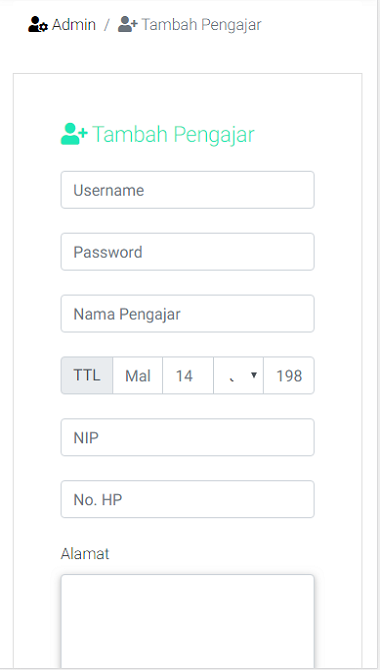 Admin / Tambah Pengajar
Tambah Pengajar
Username
Password
Nama Pengajar
TTL Mal 14 198
NIP
No. HP
Alamat